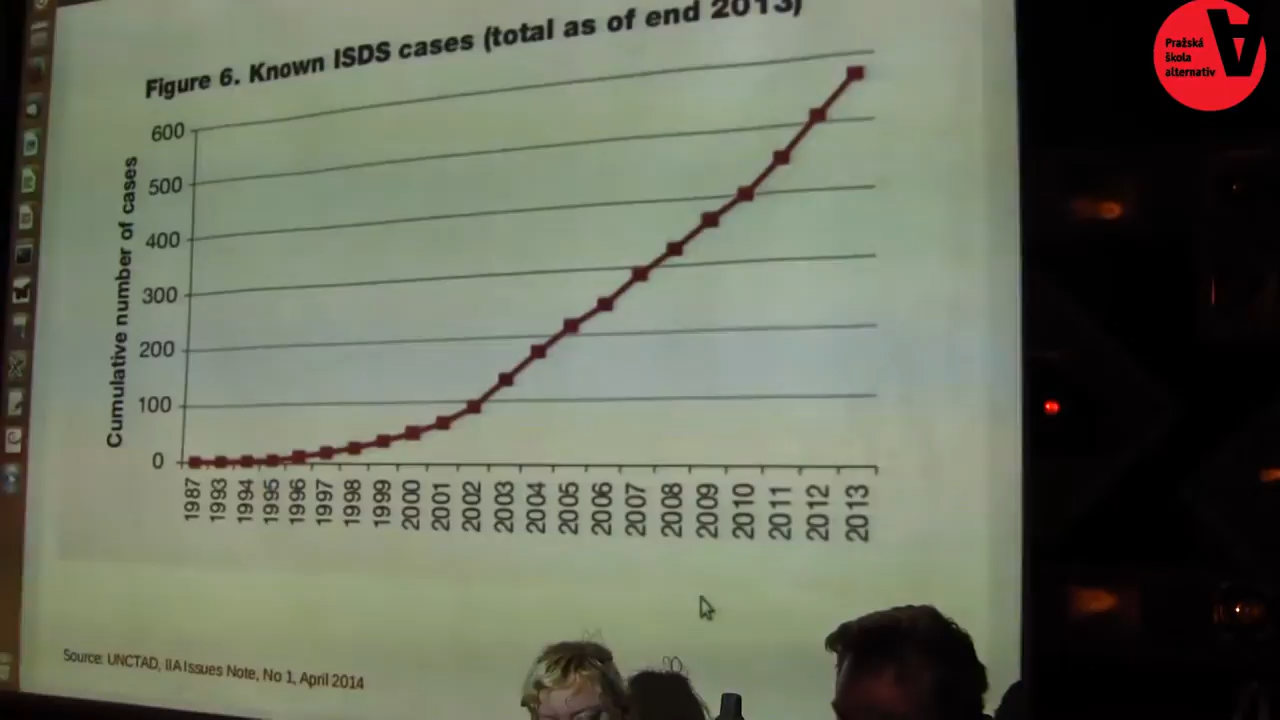 Figure 6. Known ISDS cases (total as of end 2013)
Pražská
škola
alternativ
Cumulative number of cases
600
500
400
300
200
100
0
1987 1993 1994 1995 1996 1997 1998 1999 2000 2001 2002 2003 2004 2005 2006 2007 2008 2009 2010 2011 2012 2013
Source: UNCTAD, IIA Issues Note, No 1, April 2014